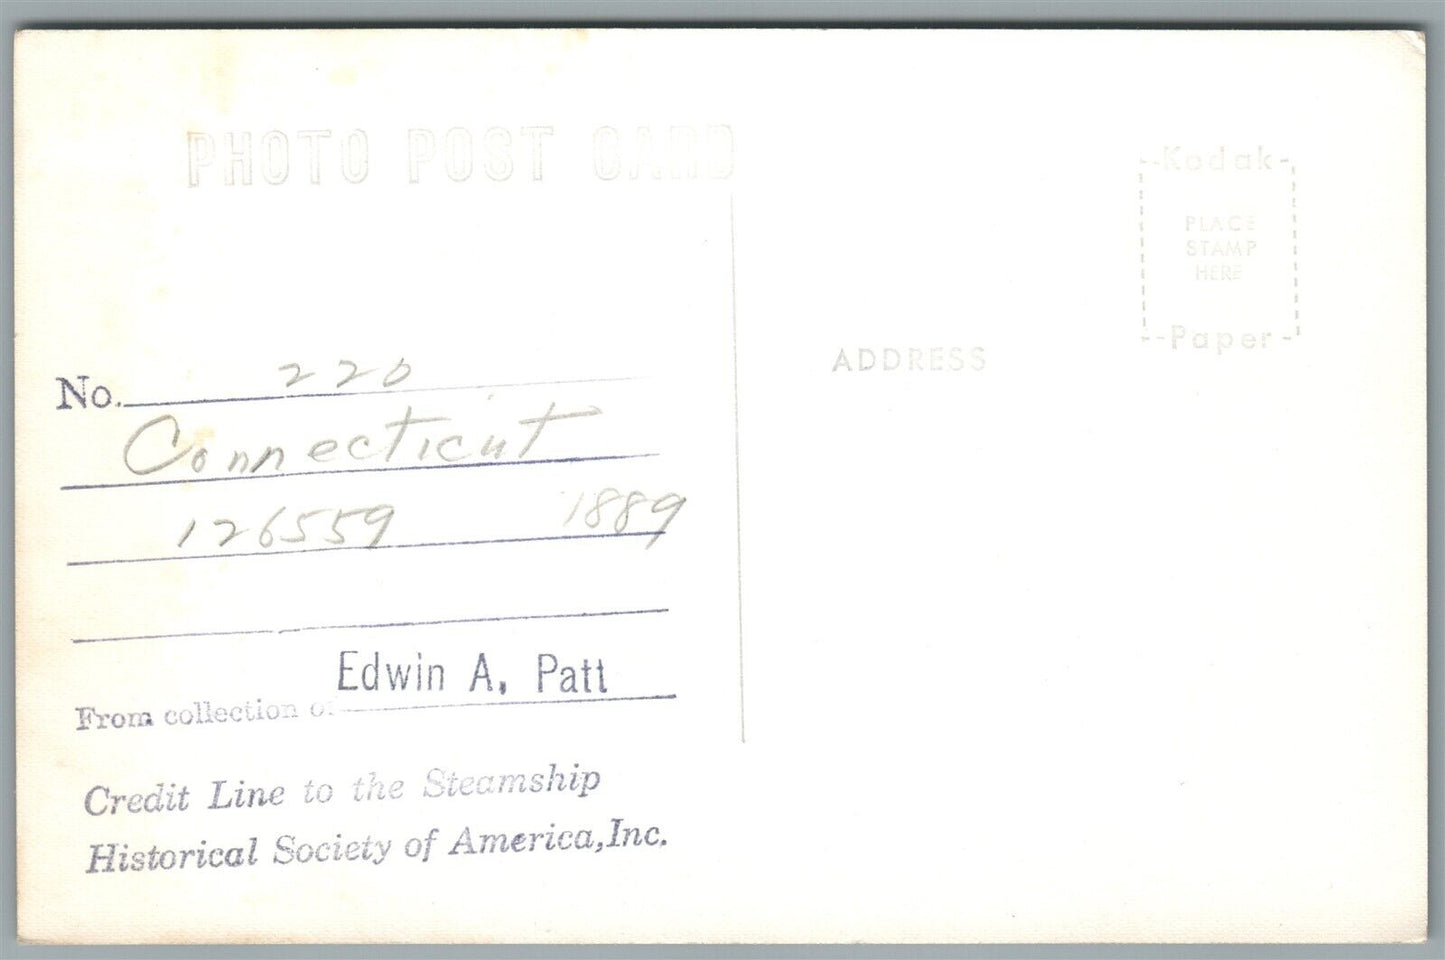 PHOTO POST CARD
No. 220
Connecticut
126559 1889
Edwin A. Patt
From collection of
Credit Line to the Steamship
Historical Society of America, Inc.
ADDRESS
Kodak
PLACE
STAMP
HERE
Paper